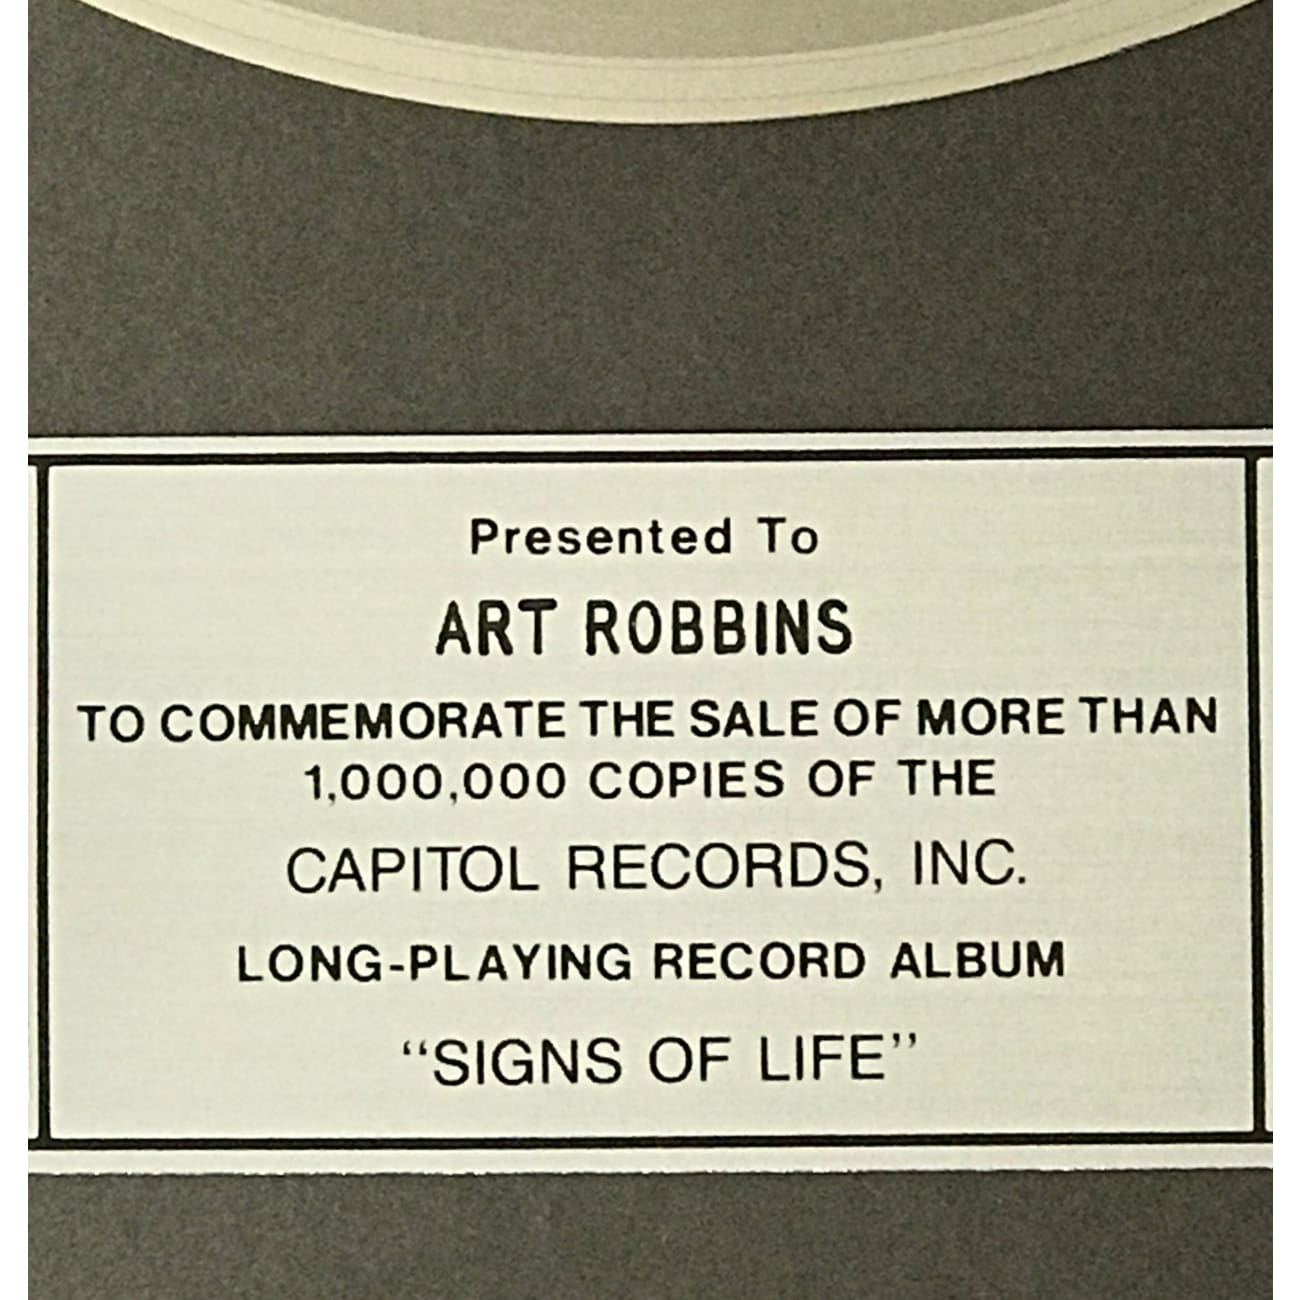 Presented To
ART ROBBINS
TO COMMEMORATE THE SALE OF MORE THAN
1,000,000 COPIES OF THE
CAPITOL RECORDS, INC.
LONG-PLAYING RECORD ALBUM
“SIGNS OF LIFE”